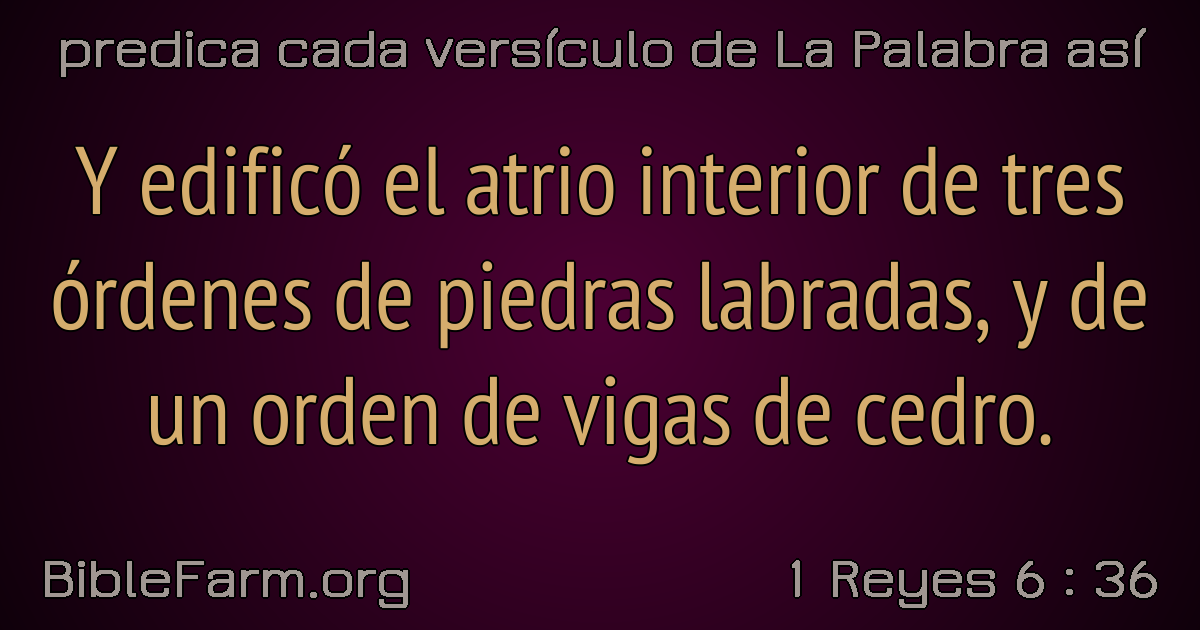 predica cada versículo de La Palabra así
Y edificó el atrio interior de tres
órdenes de piedras labradas, y de
un orden de vigas de cedro.
BibleFarm.org
1 Reyes 6 : 36